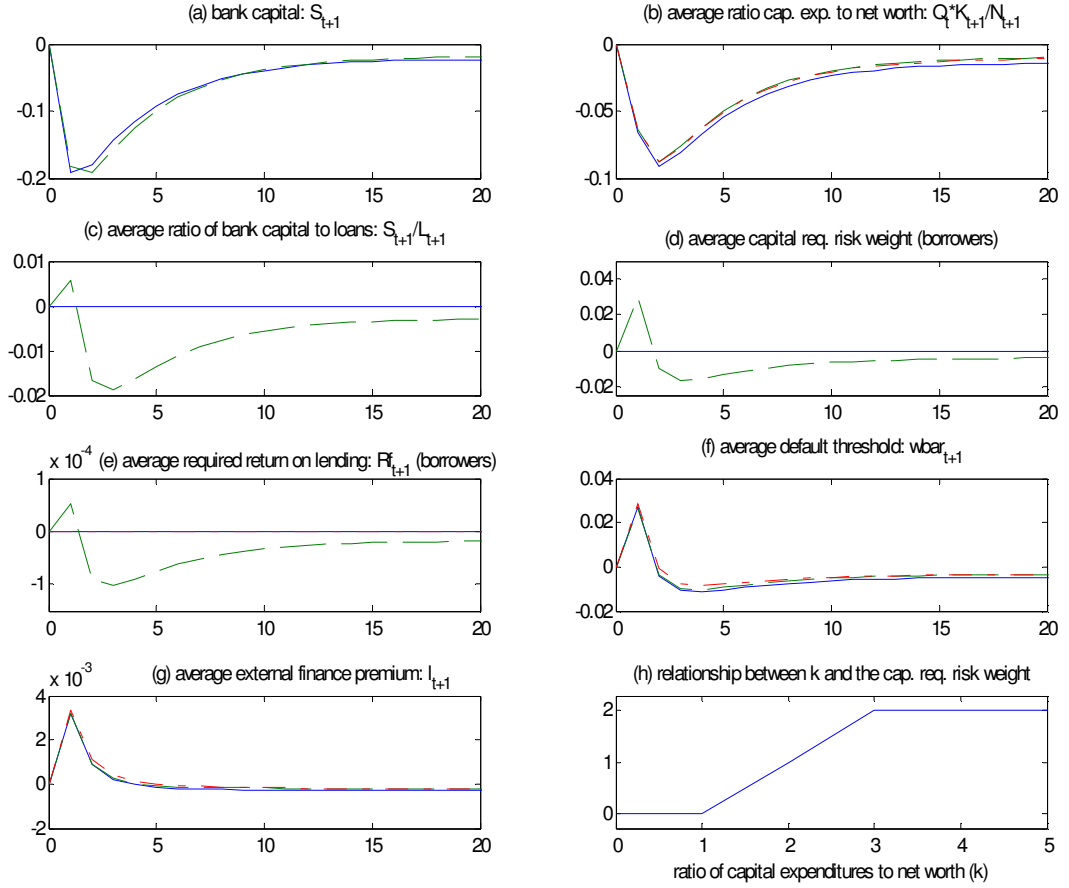 (a) bank capital: S_{t+1}
0
-0.1
-0.2
0 5 10 15 20
(b) average ratio cap. exp. to net worth: Q_t*K_{t+1}/N_{t+1}
0
-0.05
-0.1
0 5 10 15 20
(c) average ratio of bank capital to loans: S_{t+1}/L_{t+1}
0.01
0
-0.01
-0.02
0 5 10 15 20
(d) average capital req. risk weight (borrowers)
0.04
0.02
0
-0.02
0 5 10 15 20
x 10^{-4} (e) average required return on lending: Rf_{t+1} (borrowers)
1
0
-1
0 5 10 15 20
(f) average default threshold: wbar_{t+1}
0.04
0.02
0
-0.02
0 5 10 15 20
x 10^{-3} (g) average external finance premium: l_{t+1}
4
2
0
-2
0 5 10 15 20
(h) relationship between k and the cap. req. risk weight
2
1
0
0 1 2 3 4 5
ratio of capital expenditures to net worth (k)